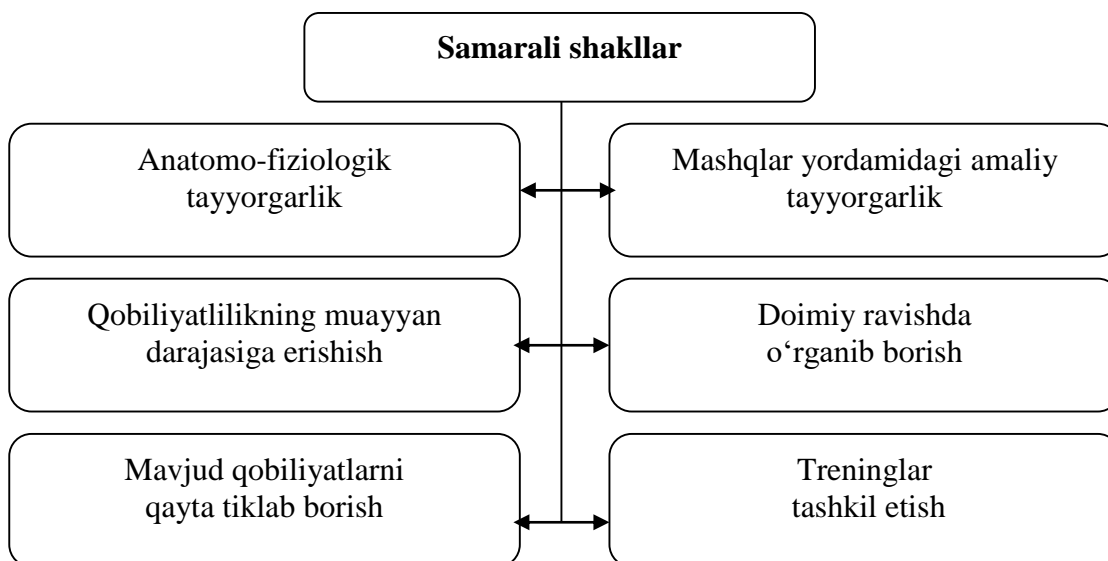 Samarali shakllar
Anatomo-fiziologik
tayyorgarlik
Mashqlar yordamidagi amaliy
tayyorgarlik
Qobiliyatlilikning muayyan
darajasiga erishish
Doimiy ravishda
o‘rganib borish
Mavjud qobiliyatlarni
qayta tiklab borish
Treninglar
tashkil etish